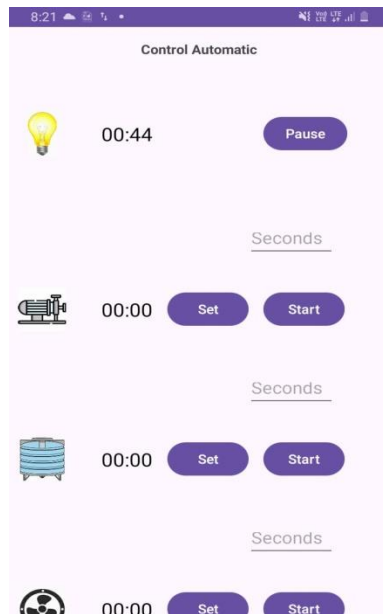 8:21
Control Automatic
00:44 Pause
Seconds
00:00 Set Start
Seconds
00:00 Set Start
Seconds
00:00 Set Start